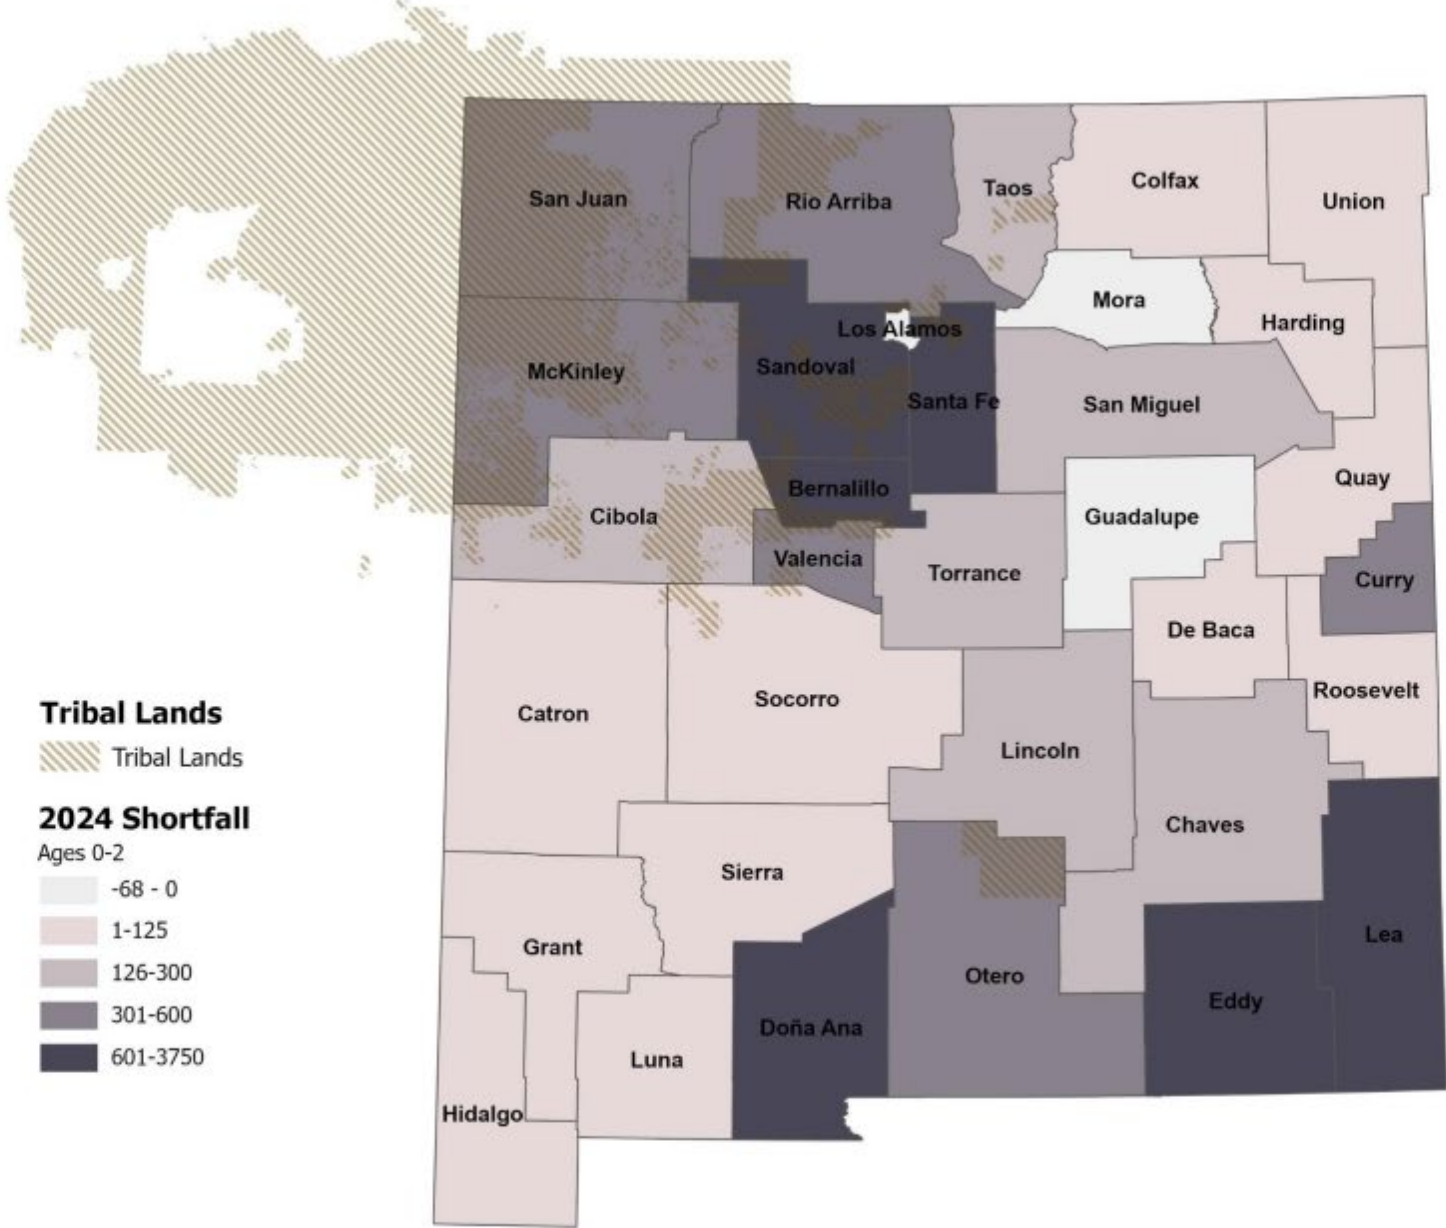 San Juan
Rio Arriba
Taos
Colfax
Union
Mora
Harding
Los Alamos
McKinley
Sandoval
Santa Fe
San Miguel
Quay
Bernalillo
Cibola
Guadalupe
Valencia
Torrance
Curry
De Baca
Roosevelt
Catron
Socorro
Lincoln
Chaves
Sierra
Grant
Otero
Lea
Eddy
Doña Ana
Luna
Hidalgo
Tribal Lands
Tribal Lands
2024 Shortfall
Ages 0-2
-68 - 0
1-125
126-300
301-600
601-3750